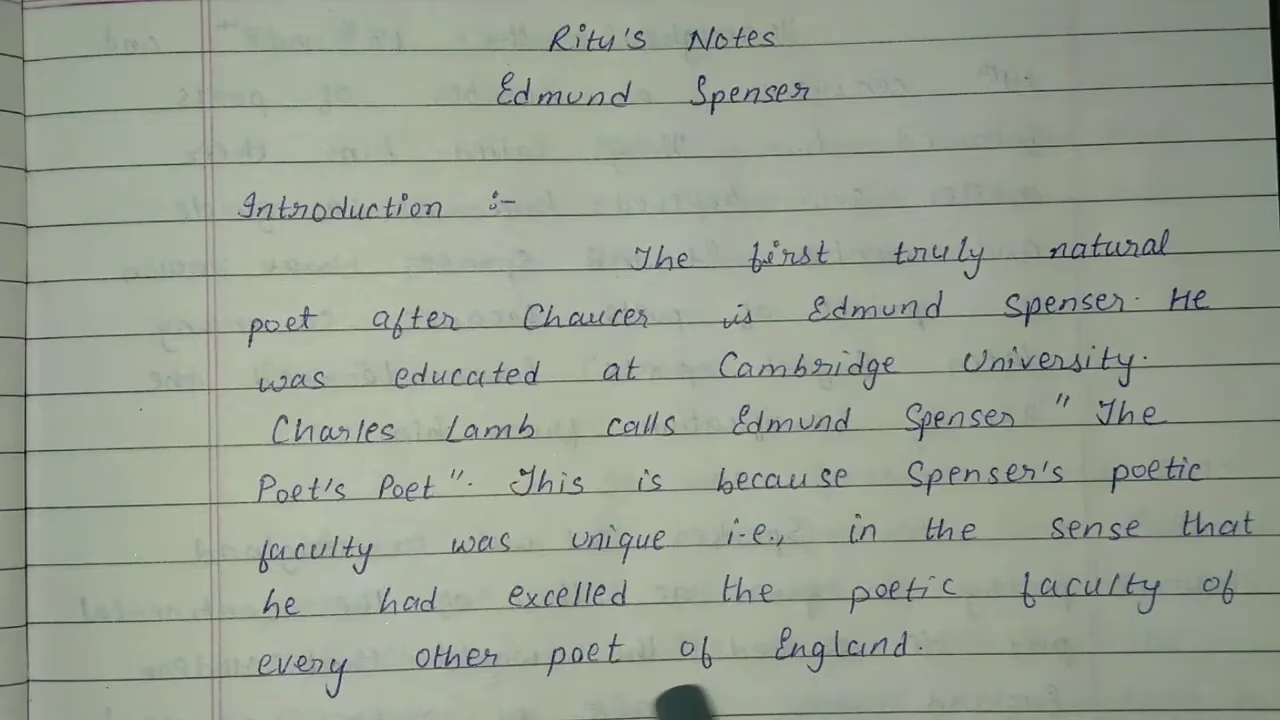 Ritu's Notes
Edmund Spenser
Introduction :-
The first truly natural
poet after Chaucer is Edmund Spenser. He
was educated at Cambridge University.
Charles Lamb calls Edmund Spenser " The
Poet's Poet". This is because Spenser's poetic
faculty was unique i.e., in the sense that
he had excelled the poetic faculty of
every other poet of England.